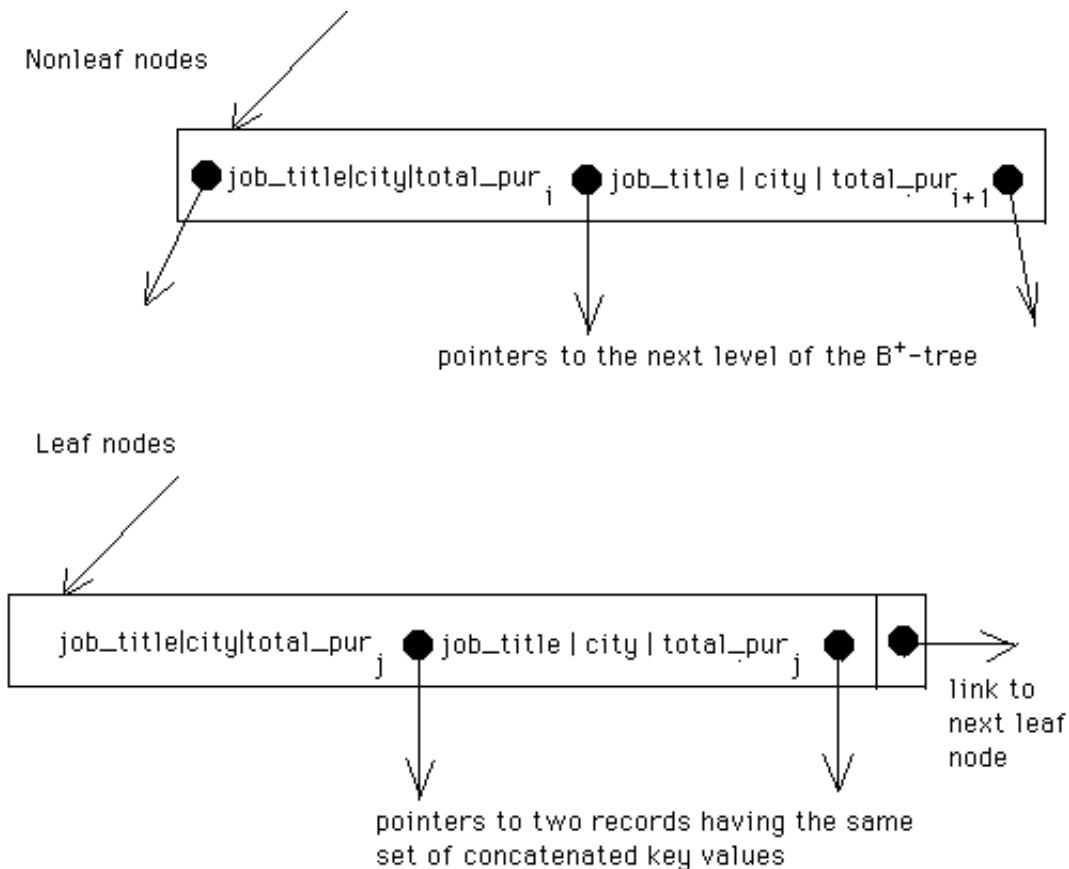 Nonleaf nodes
job_title|city|total_pur i job_title | city | total_pur i+1
pointers to the next level of the B+-tree
Leaf nodes
job_title|city|total_pur j job_title | city | total_pur j
link to
next leaf
node
pointers to two records having the same
set of concatenated key values